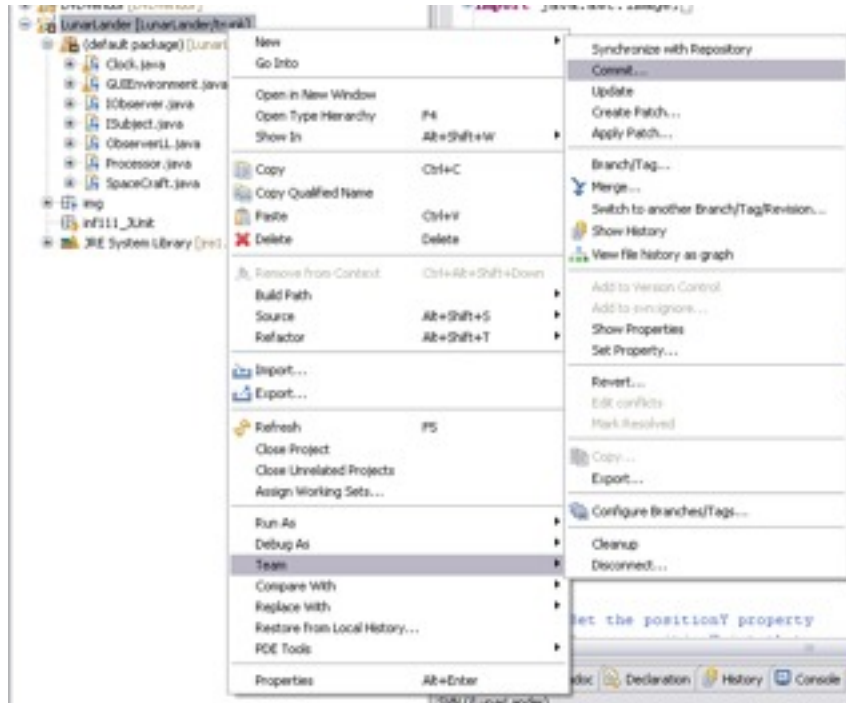 import java.awt.image.
LunarLander [LunarLander/trunk]
(default package)
Clock.java
GUIEnvironment.java
IObserver.java
ISubject.java
ObserverLL.java
Processor.java
SpaceCraft.java
img
inf111_JUnit
JRE System Library
New
Go Into
Open in New Window
Open Type Hierarchy F4
Show In Alt+Shift+W
Copy Ctrl+C
Copy Qualified Name
Paste Ctrl+V
Delete Delete
Remove from Context Ctrl+Alt+Shift+Down
Build Path
Source Alt+Shift+S
Refactor Alt+Shift+T
Import...
Export...
Refresh F5
Close Project
Close Unrelated Projects
Assign Working Sets...
Run As
Debug As
Team
Compare With
Replace With
Restore from Local History...
PDE Tools
Properties Alt+Enter
Synchronize with Repository
Commit...
Update
Create Patch...
Apply Patch...
Branch/Tag...
Merge...
Switch to another Branch/Tag/Revision...
Show History
View file history as graph
Add to Version Control
Add to svn:ignore...
Show Properties
Set Property...
Revert...
Edit conflicts
Mark Resolved
Copy...
Export...
Configure Branches/Tags...
Cleanup
Disconnect...
the positionY property
Declaration
History
Console